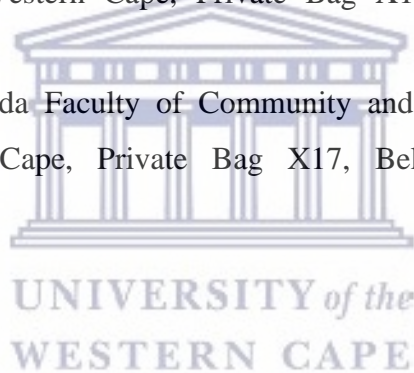 Western Cape, Private Bag X1
da Faculty of Community and
Cape, Private Bag X17, Bel
UNIVERSITY of the
WESTERN CAPE